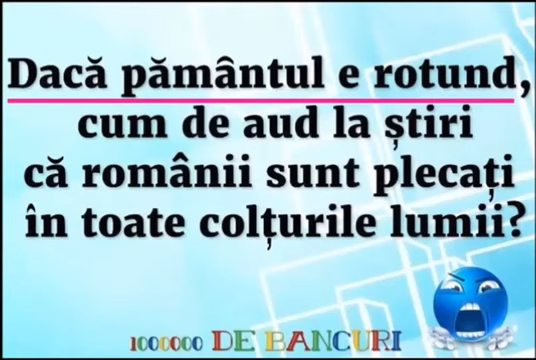 Dacă pământul e rotund,
cum de aud la știri
că românii sunt plecați
în toate colțurile lumii?
1000000 DE BANCURI